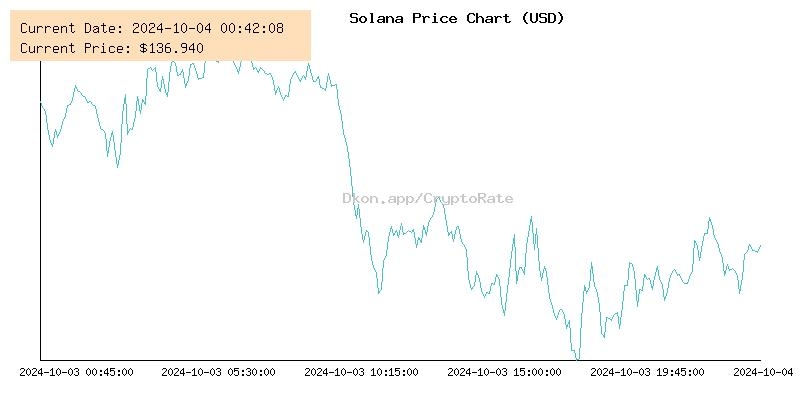 Solana Price Chart (USD)
Current Date: 2024-10-04 00:42:08
Current Price: $136.940
Dkon.app/CryptoRate
2024-10-03 00:45:00 2024-10-03 05:30:00 2024-10-03 10:15:00 2024-10-03 15:00:00 2024-10-03 19:45:00 2024-10-04